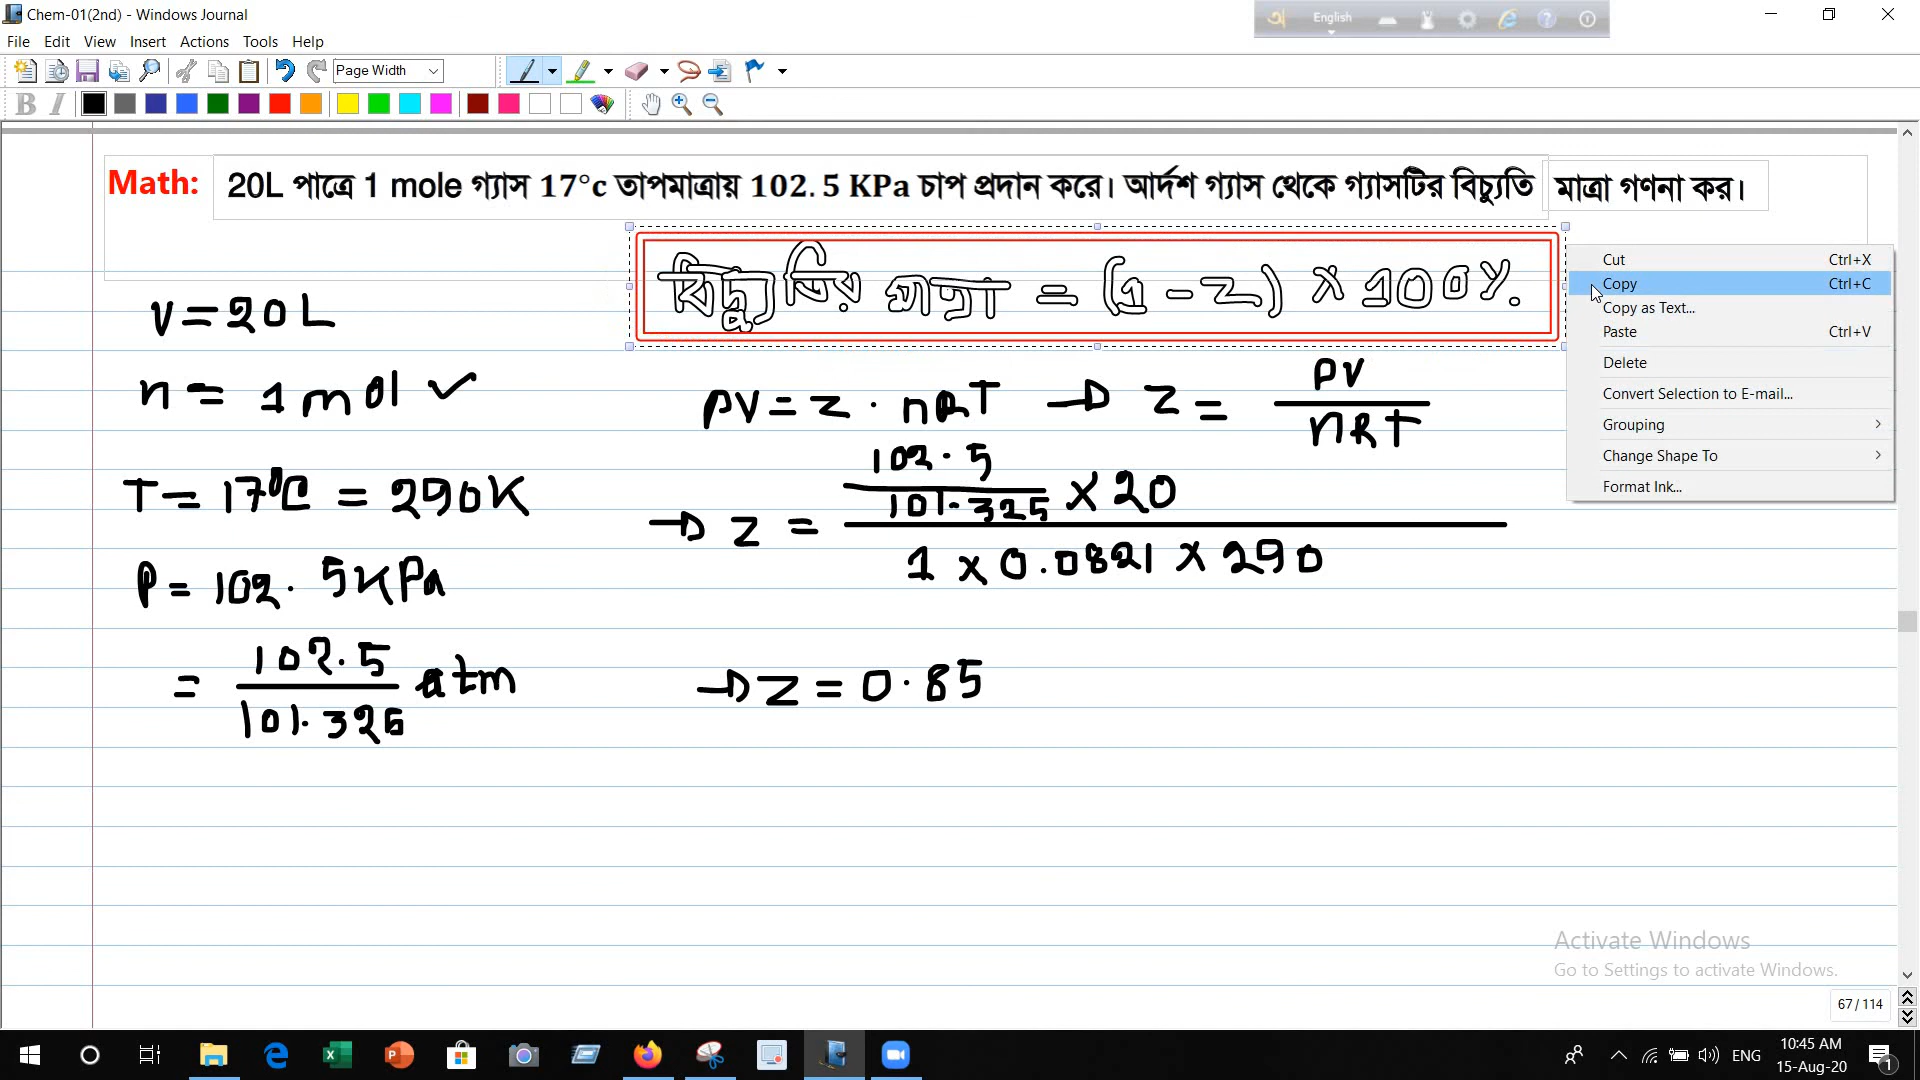 Chem-01(2nd) - Windows Journal
English
File Edit View Insert Actions Tools Help
Page Width
B I
Math: 20L পাত্রে 1 mole গ্যাস 17°c তাপমাত্রায় 102.5 KPa চাপ প্রদান করে। আর্দশ গ্যাস থেকে গ্যাসটির বিচ্যুতি মাত্রা গণনা কর।
বিচ্যুতির মাত্রা = (1 - Z) × 100%.
V = 20L
n = 1 mol ✓
T = 17°C = 290K
P = 102.5 KPa
= 102.5 / 101.325 atm
PV = Z . nRT → Z = PV / nRT
→ Z = 102.5 / 101.325 × 20 / 1 × 0.0821 × 290
→ Z = 0.85
Cut Ctrl+X
Copy Ctrl+C
Copy as Text...
Paste Ctrl+V
Delete
Convert Selection to E-mail...
Grouping
Change Shape To
Format Ink...
Activate Windows
Go to Settings to activate Windows.
67 / 114
ENG
10:45 AM
15-Aug-20
1